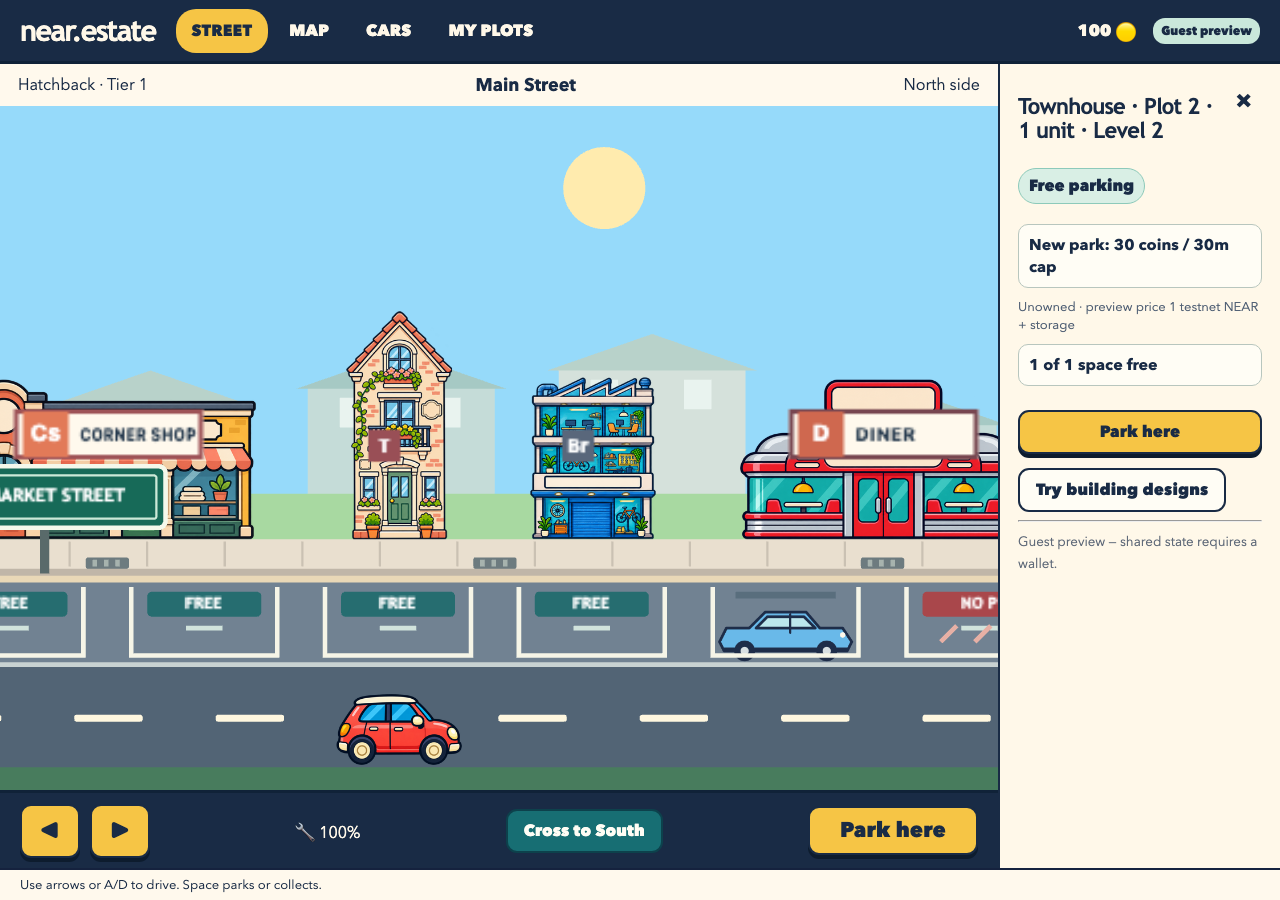 near.estate
STREET
MAP
CARS
MY PLOTS
100
Guest preview
Hatchback · Tier 1
Main Street
North side
Cs
CORNER SHOP
T
Br
D
DINER
MARKET STREET
FREE
FREE
FREE
NO
100%
Cross to South
Park here
Townhouse · Plot 2 ·
1 unit · Level 2
Free parking
New park: 30 coins / 30m
cap
Unowned · preview price 1 testnet NEAR
+ storage
1 of 1 space free
Park here
Try building designs
Guest preview – shared state requires a
wallet.
Use arrows or A/D to drive. Space parks or collects.